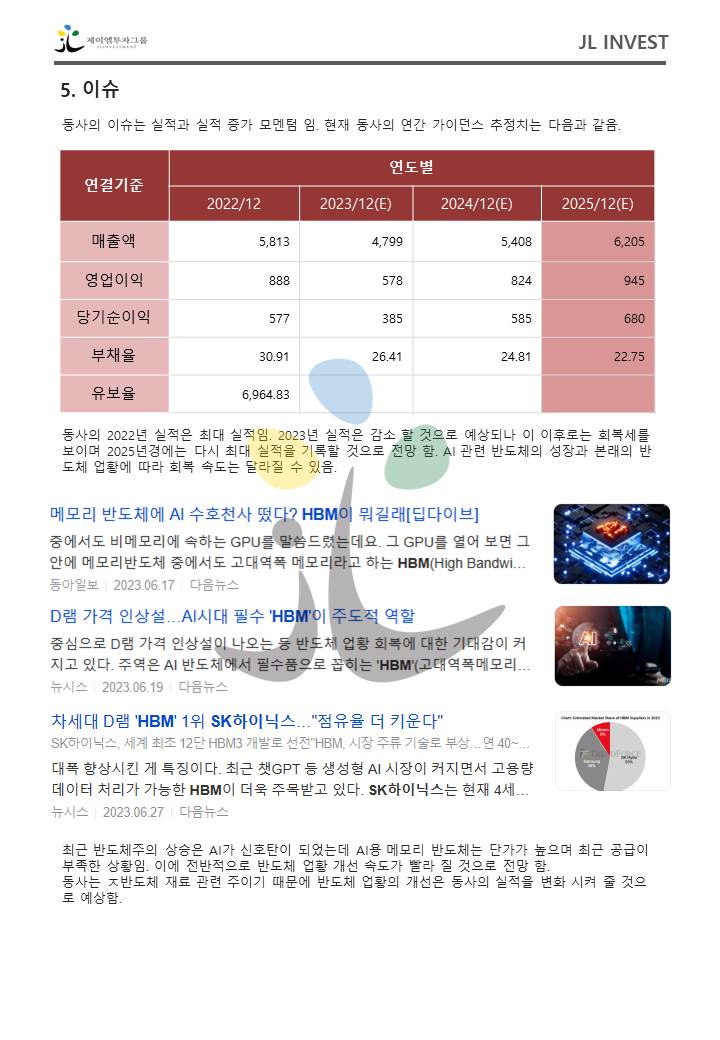 제이엘투자그룹
JLINVESTMENT
JL INVEST
5. 이슈
동사의 이슈는 실적과 실적 증가 모멘텀 임. 현재 동사의 연간 가이던스 추정치는 다음과 같음.
연결기준 연도별
2022/12 2023/12(E) 2024/12(E) 2025/12(E)
매출액 5,813 4,799 5,408 6,205
영업이익 888 578 824 945
당기순이익 577 385 585 680
부채율 30.91 26.41 24.81 22.75
유보율 6,964.83
동사의 2022년 실적은 최대 실적임. 2023년 실적은 감소 할 것으로 예상되나 이 이후로는 회복세를
보이며 2025년경에는 다시 최대 실적을 기록할 것으로 전망 함. AI 관련 반도체의 성장과 본래의 반
도체 업황에 따라 회복 속도는 달라질 수 있음.
메모리 반도체에 AI 수호천사 떴다? HBM이 뭐길래[딥다이브]
중에서도 비메모리에 속하는 GPU를 말씀드렸는데요. 그 GPU를 열어 보면 그
안에 메모리반도체 중에서도 고대역폭 메모리라고 하는 HBM(High Bandwi...
동아일보 2023.06.17 다음뉴스
D램 가격 인상설...AI시대 필수 'HBM'이 주도적 역할
중심으로 D램 가격 인상설이 나오는 등 반도체 업황 회복에 대한 기대감이 커
지고 있다. 주역은 AI 반도체에서 필수품으로 꼽히는 'HBM'(고대역폭메모리...
뉴시스 2023.06.19 다음뉴스
AI
차세대 D램 'HBM' 1위 SK하이닉스..."점유율 더 키운다"
SK하이닉스, 세계 최초 12단 HBM3 개발로 선전"HBM, 시장 주류 기술로 부상...연 40~...
대폭 향상시킨 게 특징이다. 최근 챗GPT 등 생성형 AI 시장이 커지면서 고용량
데이터 처리가 가능한 HBM이 더욱 주목받고 있다. SK하이닉스는 현재 4세...
뉴시스 2023.06.27 다음뉴스
Chart: Estimated Market Share of HBM Suppliers in 2023
TRENDFORCE
최근 반도체주의 상승은 AI가 신호탄이 되었는데 AI용 메모리 반도체는 단가가 높으며 최근 공급이
부족한 상황임. 이에 전반적으로 반도체 업황 개선 속도가 빨라 질 것으로 전망 함.
동사는 ㅈ반도체 재료 관련 주이기 때문에 반도체 업황의 개선은 동사의 실적을 변화 시켜 줄 것으
로 예상함.